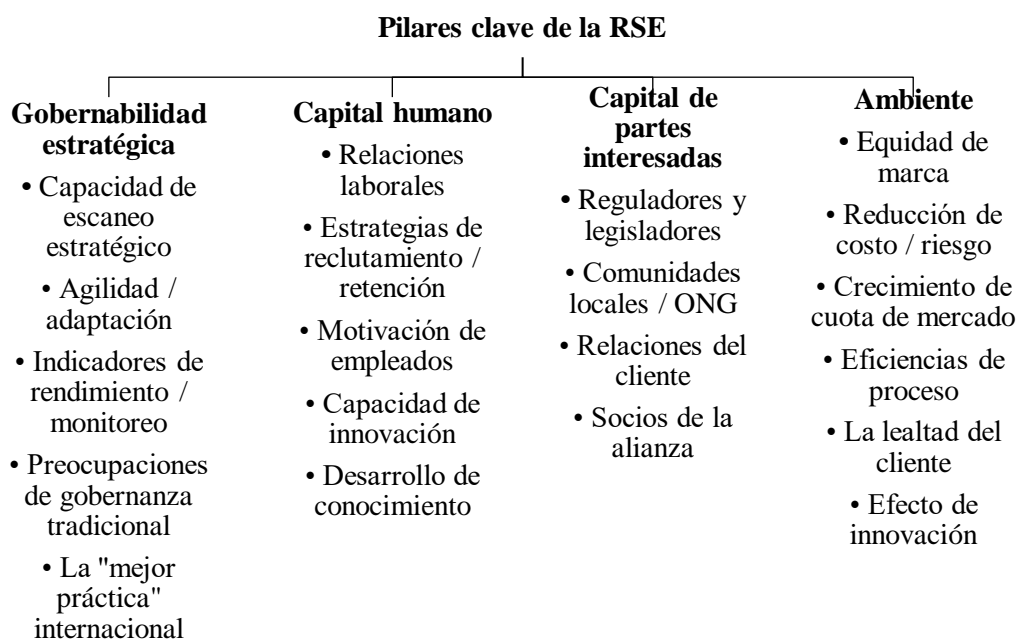 Pilares clave de la RSE
Gobernabilidad
estratégica
• Capacidad de
escaneo
estratégico
• Agilidad /
adaptación
• Indicadores de
rendimiento /
monitoreo
• Preocupaciones
de gobernanza
tradicional
• La "mejor
práctica"
internacional
Capital humano
• Relaciones
laborales
• Estrategias de
reclutamiento /
retención
• Motivación de
empleados
• Capacidad de
innovación
• Desarrollo de
conocimiento
Capital de
partes
interesadas
• Reguladores y
legisladores
• Comunidades
locales / ONG
• Relaciones del
cliente
• Socios de la
alianza
Ambiente
• Equidad de
marca
• Reducción de
costo / riesgo
• Crecimiento de
cuota de mercado
• Eficiencias de
proceso
• La lealtad del
cliente
• Efecto de
innovación